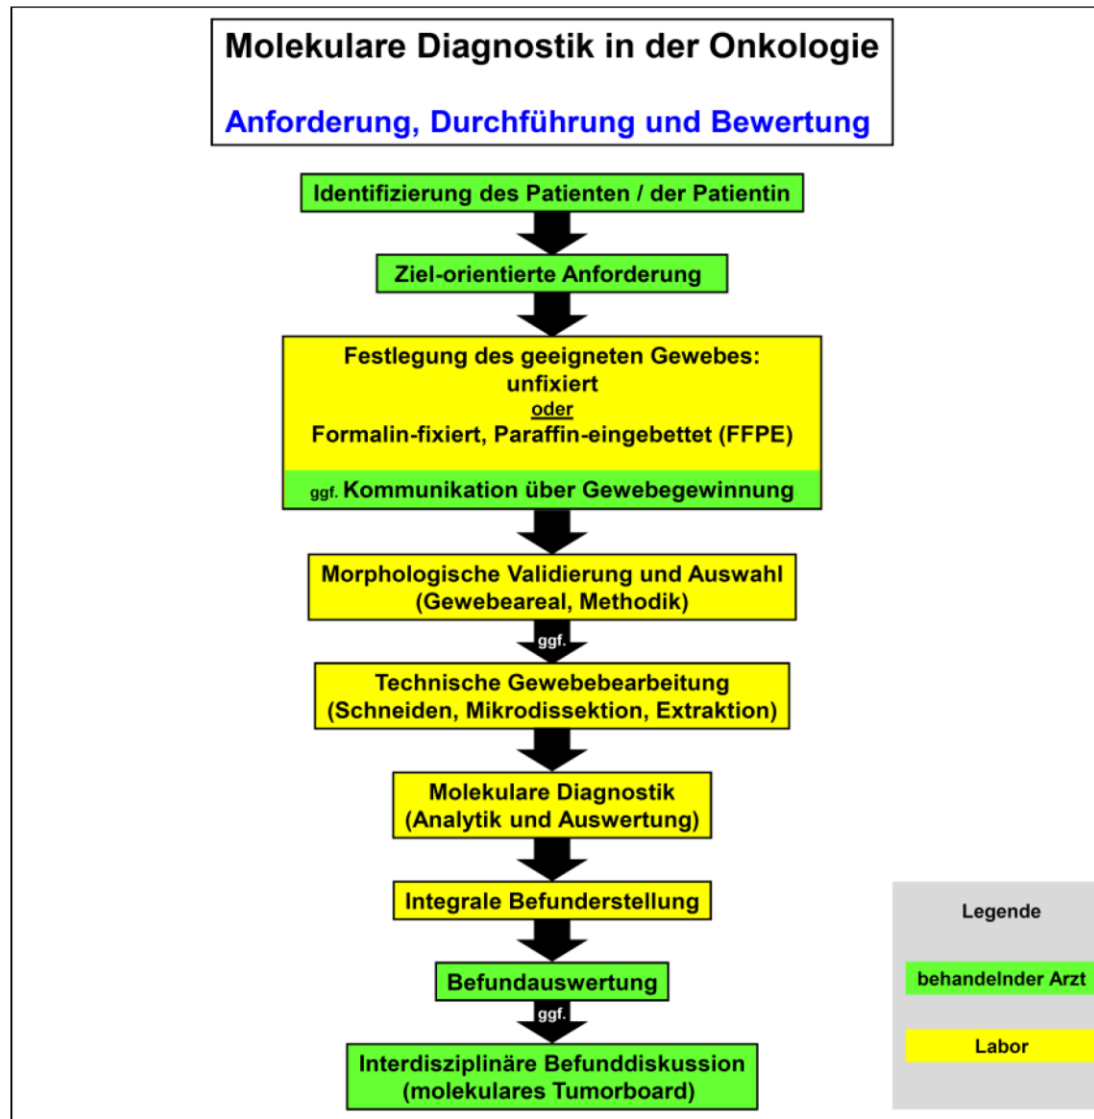 Molekulare Diagnostik in der Onkologie
Anforderung, Durchführung und Bewertung
Identifizierung des Patienten / der Patientin
Ziel-orientierte Anforderung
Festlegung des geeigneten Gewebes:
unfixiert
oder
Formalin-fixiert, Paraffin-eingebettet (FFPE)
ggf. Kommunikation über Gewebegewinnung
Morphologische Validierung und Auswahl
(Gewebeareal, Methodik)
ggf.
Technische Gewebebearbeitung
(Schneiden, Mikrodissektion, Extraktion)
Molekulare Diagnostik
(Analytik und Auswertung)
Integrale Befunderstellung
Befundauswertung
ggf.
Interdisziplinäre Befunddiskussion
(molekulares Tumorboard)
Legende
behandelnder Arzt
Labor